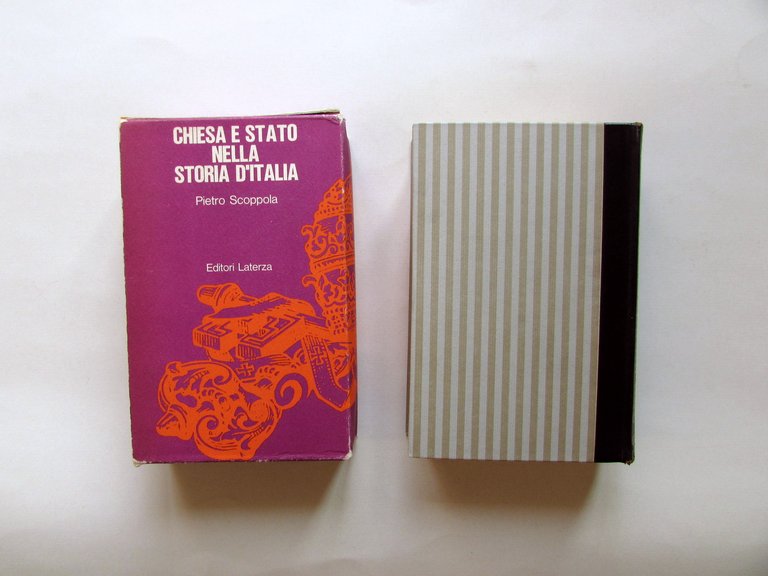 CHIESA E STATO
NELLA
STORIA D'ITALIA
Pietro Scoppola
Editori Laterza